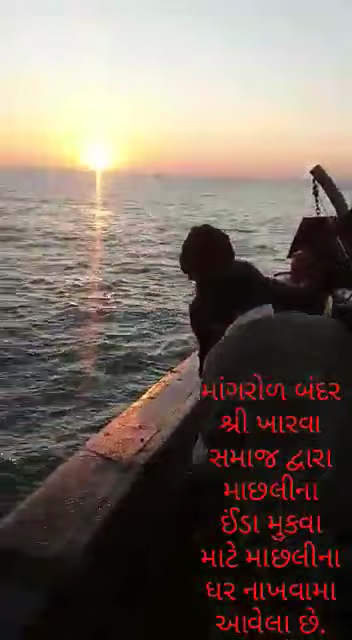 માંગરોળ બંદર
શ્રી ખારવા
સમાજ દ્વારા
માછલીના
ઈંડા મુકવા
માટે માછલીના
ઘર નાખવામા
આવેલા છે.